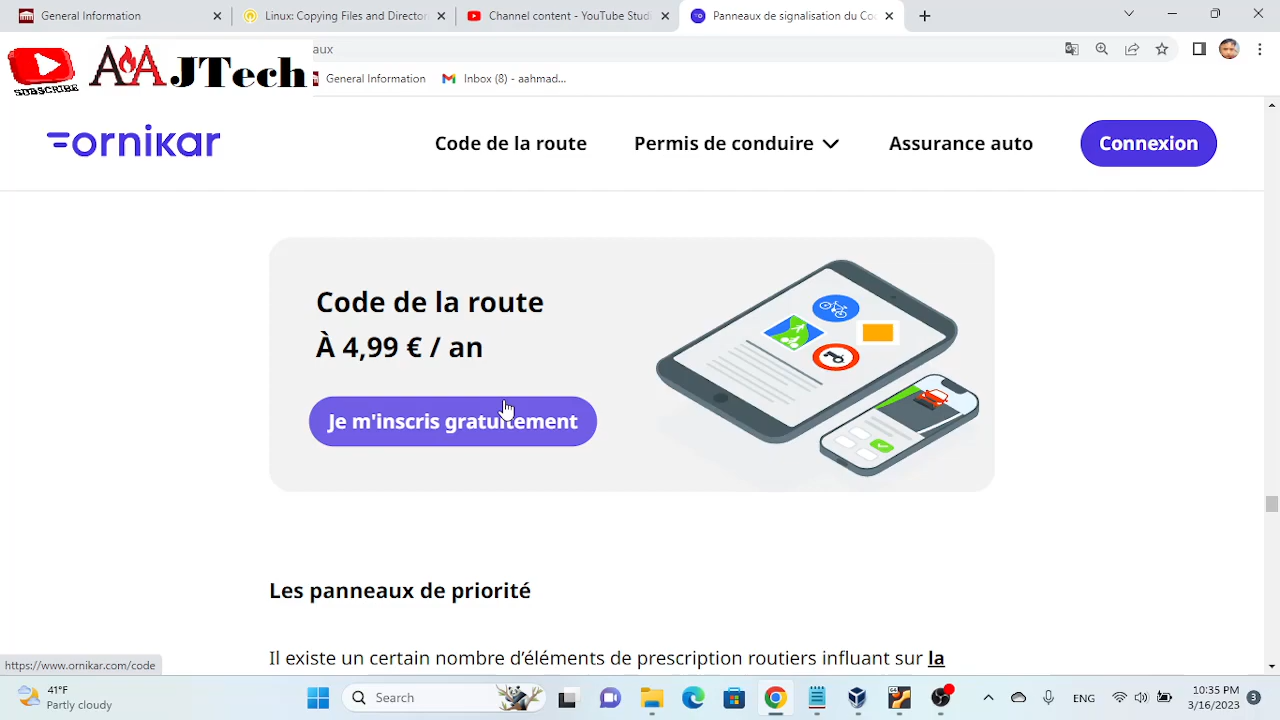 General Information
Linux: Copying Files and Directo
Channel content - YouTube Studi
Panneaux de signalisation du Co
aux
SUBSCRIBE
AAAJTech
General Information
Inbox (8) - aahmad...
ornikar
Code de la route
Permis de conduire
Assurance auto
Connexion
Code de la route
À 4,99 € / an
Je m'inscris gratuitement
Les panneaux de priorité
Il existe un certain nombre d'éléments de prescription routiers influant sur la
https://www.ornikar.com/code
41°F
Partly cloudy
Search
ENG
10:35 PM
3/16/2023
3